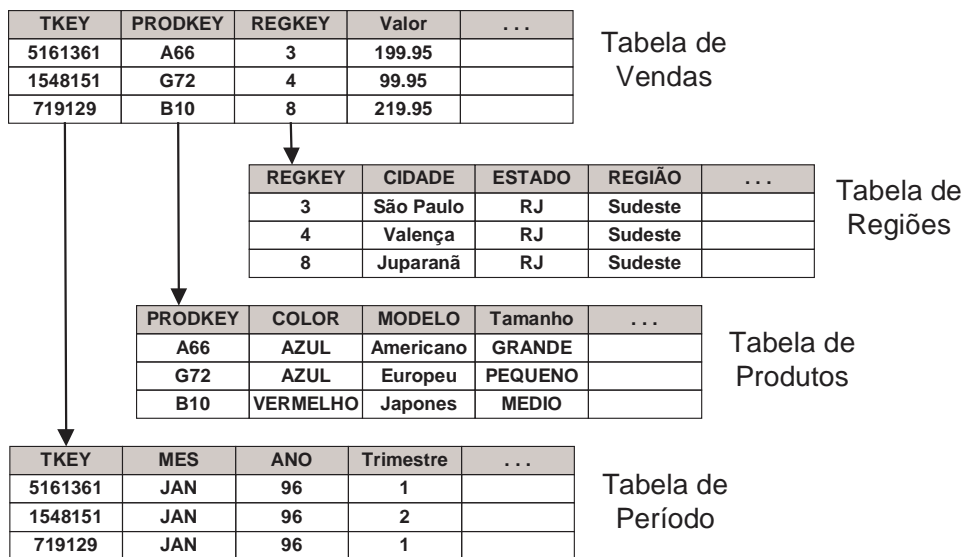 TKEY PRODKEY REGKEY Valor . . .
5161361 A66 3 199.95
1548151 G72 4 99.95
719129 B10 8 219.95
Tabela de
Vendas
REGKEY CIDADE ESTADO REGIÃO . . .
3 São Paulo RJ Sudeste
4 Valença RJ Sudeste
8 Juparanã RJ Sudeste
Tabela de
Regiões
PRODKEY COLOR MODELO Tamanho . . .
A66 AZUL Americano GRANDE
G72 AZUL Europeu PEQUENO
B10 VERMELHO Japones MEDIO
Tabela de
Produtos
TKEY MES ANO Trimestre . . .
5161361 JAN 96 1
1548151 JAN 96 2
719129 JAN 96 1
Tabela de
Período